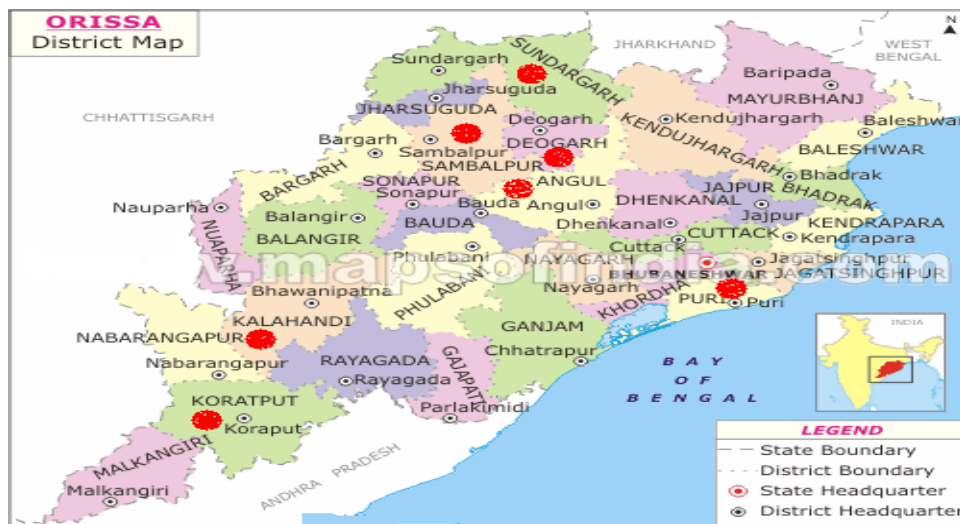 ORISSA
District Map
JHARKHAND
WEST
BENGAL
N
CHHATTISGARH
Sundargarh
SUNDARGARH
Baripada
MAYURBHANJ
Jharsuguda
JHARSUGUDA
Deogarh
DEOGARH
Kendujhargarh
KENDUJHARGARH
Baleshwar
BALESHWAR
Bargarh
BARGARH
Sambalpur
SAMBALPUR
Bhadrak
BHADRAK
SONAPUR
Sonapur
ANGUL
Angul
DHENKANAL
Dhenkanal
JAJPUR
Jajpur
Nauparha
NUAPARHA
Balangir
BALANGIR
Bauda
BAUDA
CUTTACK
Cuttack
KENDRAPARA
Kendrapara
Phulabani
PHULABANI
NAYAGARH
Nayagarh
BHUBANESHWAR
Jagatsinghpur
JAGATSINGHPUR
v.mapsofindia.com
Bhawanipatna
KALAHANDI
KHORDHA
PURI
Puri
NABARANGAPUR
Nabarangapur
RAYAGADA
Rayagada
GANJAM
Chhatrapur
GAJAPATI
Parlakimidi
KORATPUT
Koraput
MALKANGIRI
Malkangiri
ANDHRA PRADESH
BAY
OF
BENGAL
INDIA
LEGEND
State Boundary
District Boundary
State Headquarter
District Headquarter